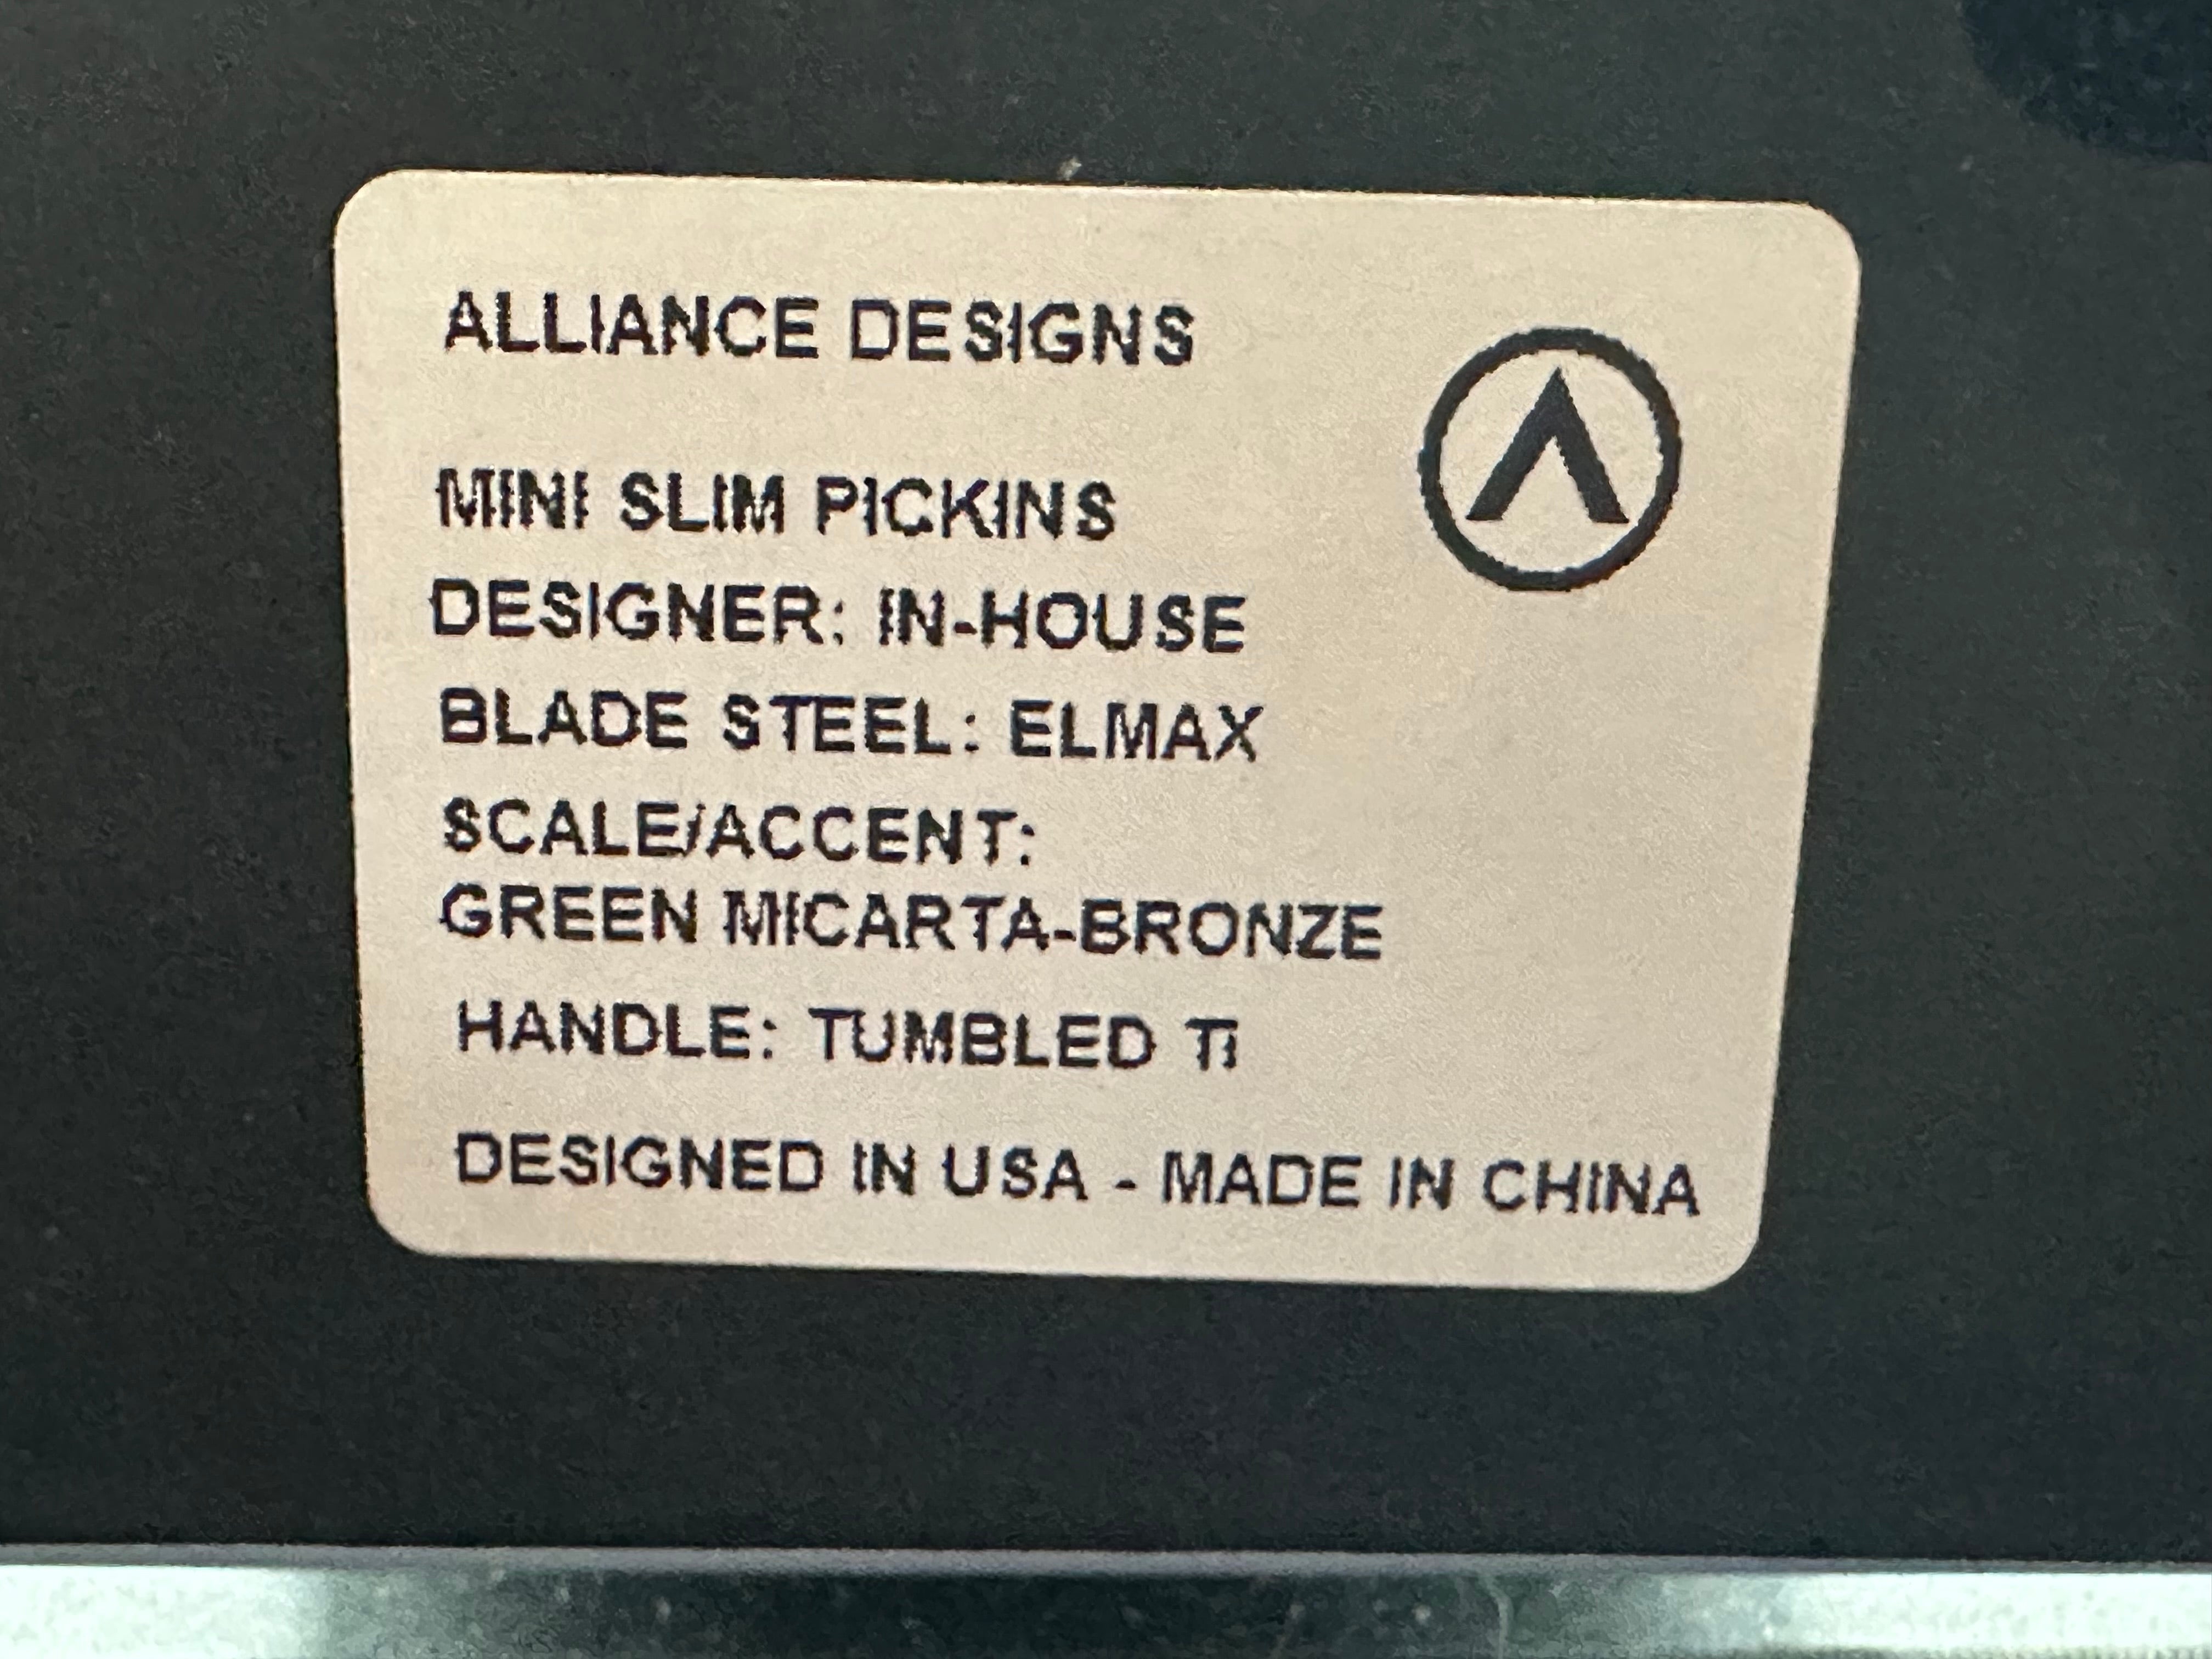 ALLIANCE DESIGNS
MINI SLIM PICKINS
DESIGNER: IN-HOUSE
BLADE STEEL: ELMAX
SCALE/ACCENT:
GREEN MICARTA-BRONZE
HANDLE: TUMBLED Ti
DESIGNED IN USA - MADE IN CHINA